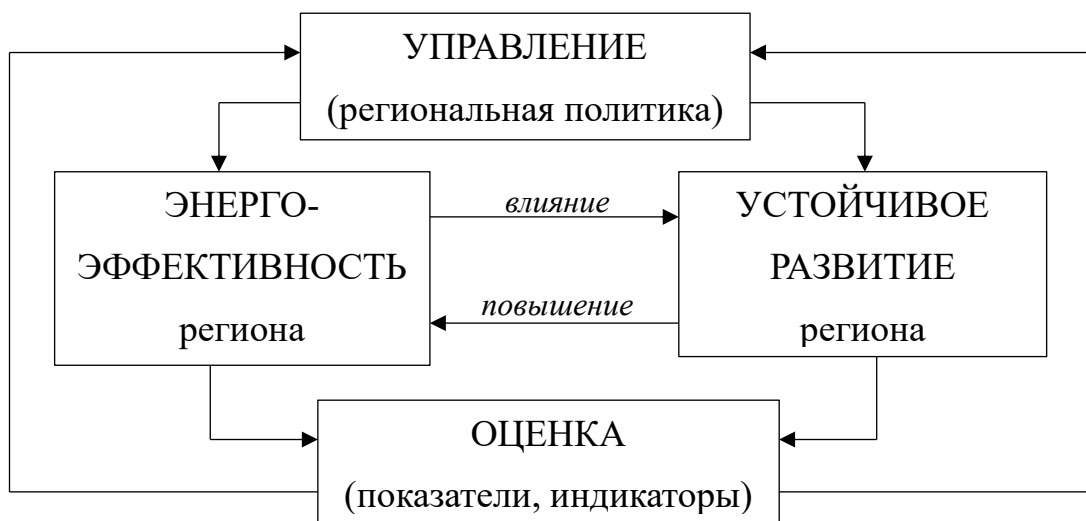 УПРАВЛЕНИЕ
(региональная политика)
ЭНЕРГО-
ЭФФЕКТИВНОСТЬ
региона
влияние
повышение
УСТОЙЧИВОЕ
РАЗВИТИЕ
региона
ОЦЕНКА
(показатели, индикаторы)